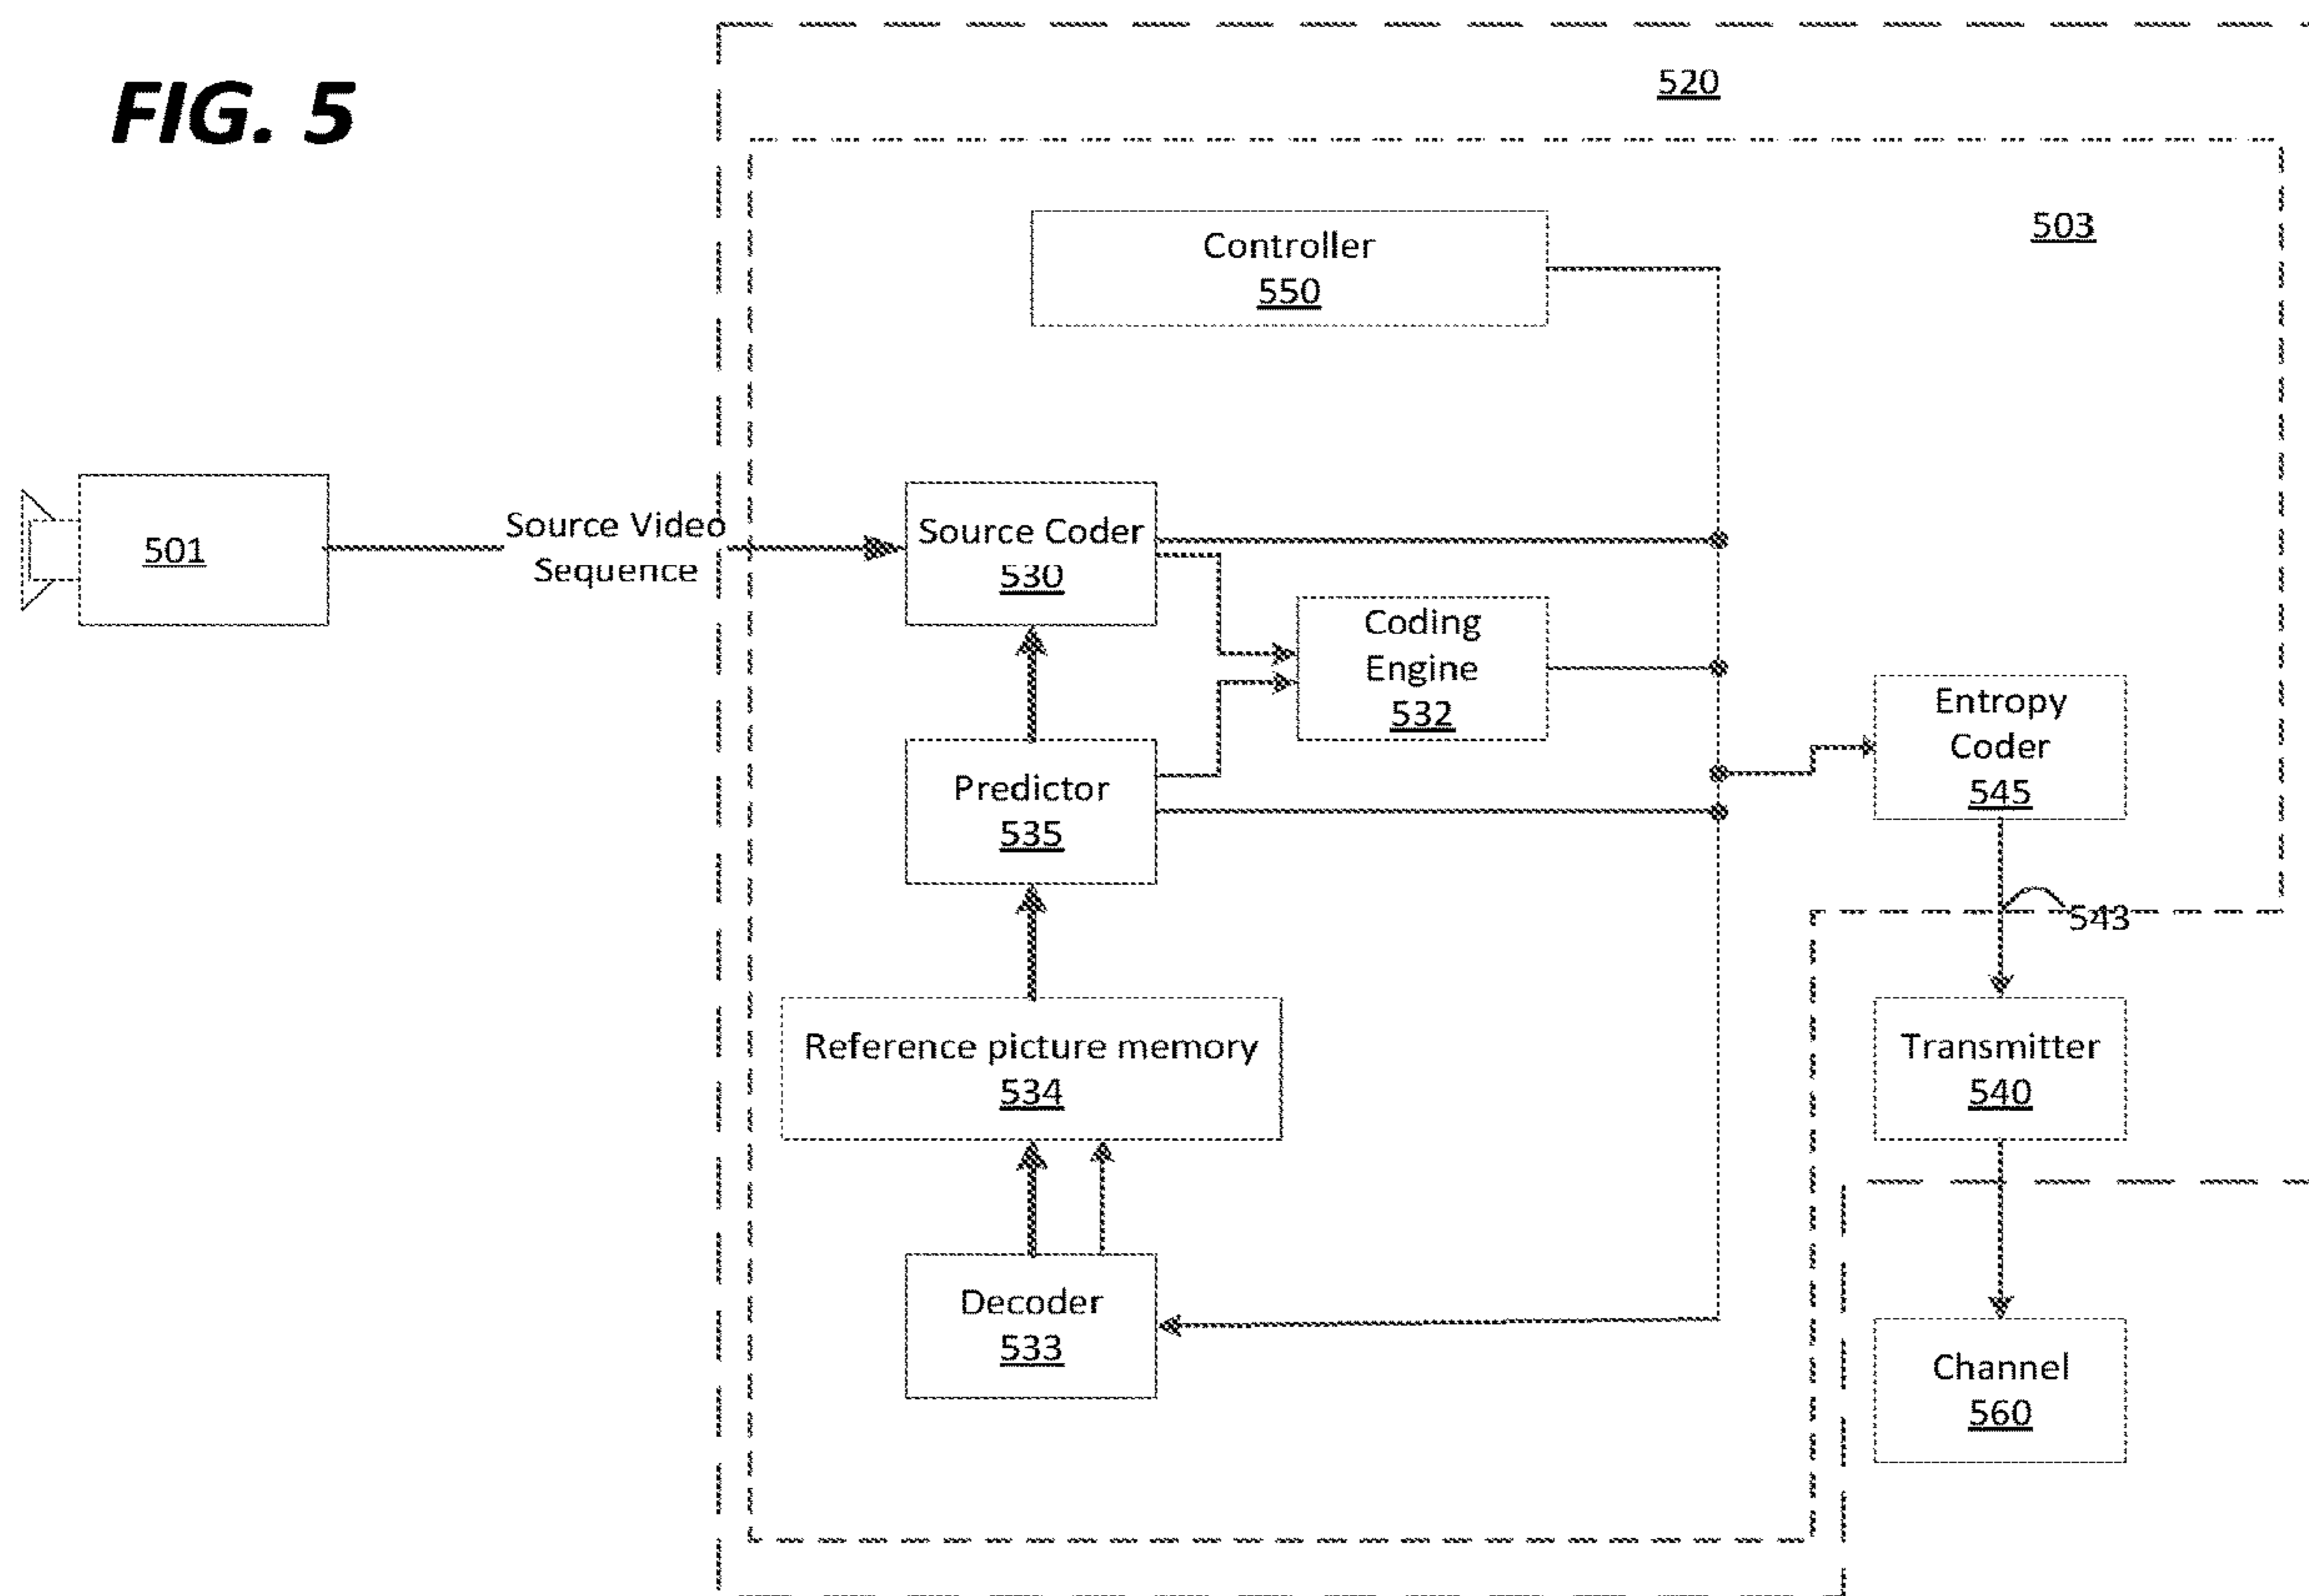 FIG. 5
520
503
Controller
550
501
Source Video
Sequence
Source Coder
530
Coding
Engine
532
Entropy
Coder
545
Predictor
535
543
Reference picture memory
534
Transmitter
540
Decoder
533
Channel
560